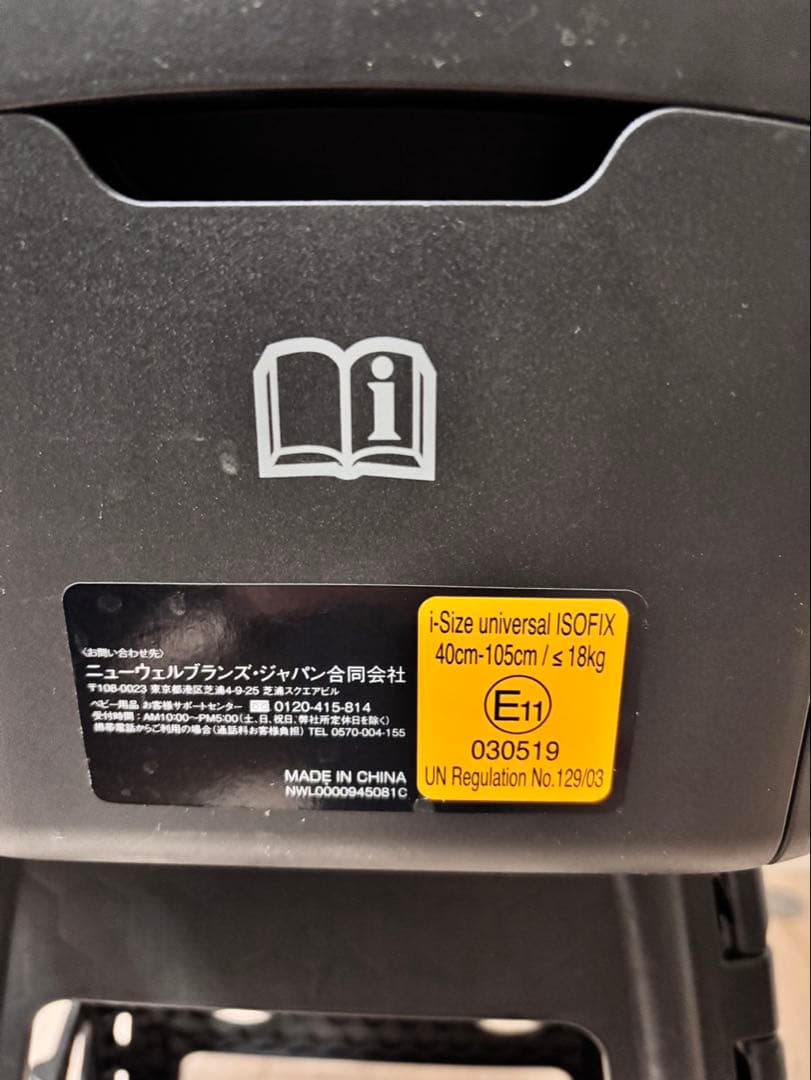 i
〈お問い合わせ先〉
ニューウェルブランズ・ジャパン合同会社
〒108-0023 東京都港区芝浦4-9-25 芝浦スクエアビル
ベビー用品 お客様サポートセンター 0120-415-814
受付時間：AM10:00～PM5:00(土、日、祝日、弊社所定休日を除く)
携帯電話からご利用の場合(通話料お客様負担) TEL 0570-004-155
MADE IN CHINA
NWL0000945081C
i-Size universal ISOFIX
40cm-105cm / ≤ 18kg
E11
030519
UN Regulation No.129/03